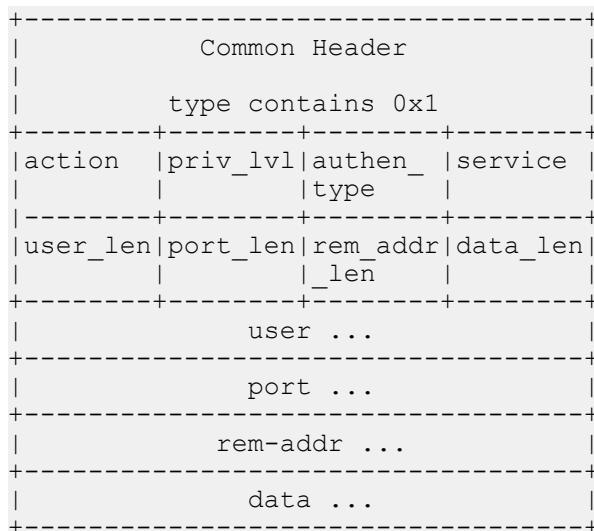 +--------------------------------+
|           Common Header           |
|                                   |
|          type contains 0x1        |
+--------+--------+--------+--------+
|action  |priv_lvl|authen_ |service |
|        |        |type    |        |
|--------+--------+--------+--------|
|user_len|port_len|rem_addr|data_len|
|        |        |_len    |        |
+--------+--------+--------+--------+
|              user ...             |
+-----------------------------------+
|              port ...             |
+-----------------------------------+
|            rem-addr ...           |
+-----------------------------------+
|              data ...             |
+-----------------------------------+